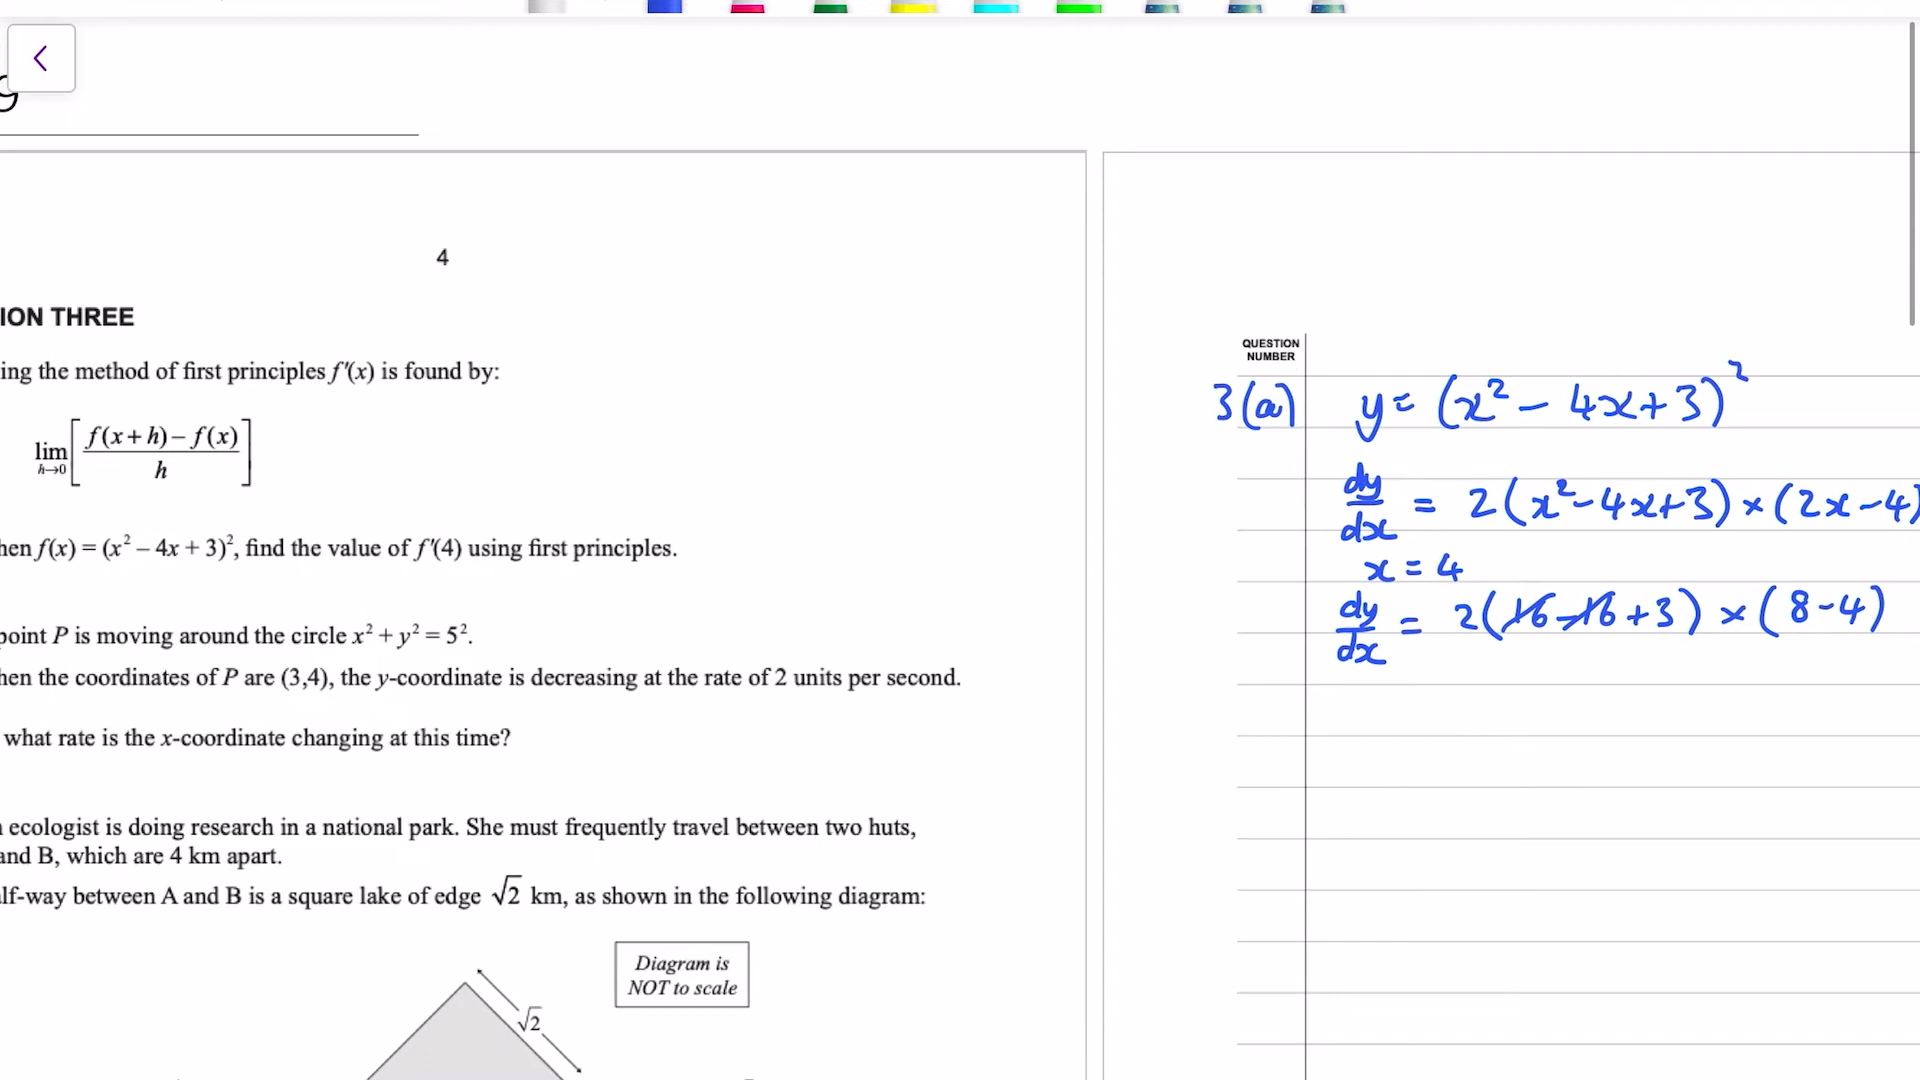 4
ION THREE
ing the method of first principles f′(x) is found by:
lim h→0 [ f(x+h) – f(x) / h ]
hen f(x) = (x² – 4x + 3)², find the value of f′(4) using first principles.
point P is moving around the circle x² + y² = 5².
hen the coordinates of P are (3,4), the y-coordinate is decreasing at the rate of 2 units per second.
what rate is the x-coordinate changing at this time?
ecologist is doing research in a national park. She must frequently travel between two huts,
and B, which are 4 km apart.
lf-way between A and B is a square lake of edge √2 km, as shown in the following diagram:
Diagram is
NOT to scale
√2
QUESTION
NUMBER
3(a) y = (x² – 4x + 3)²
dy/dx = 2(x² – 4x + 3) × (2x – 4)
x = 4
dy/dx = 2(16 – 16 + 3) × (8 – 4)